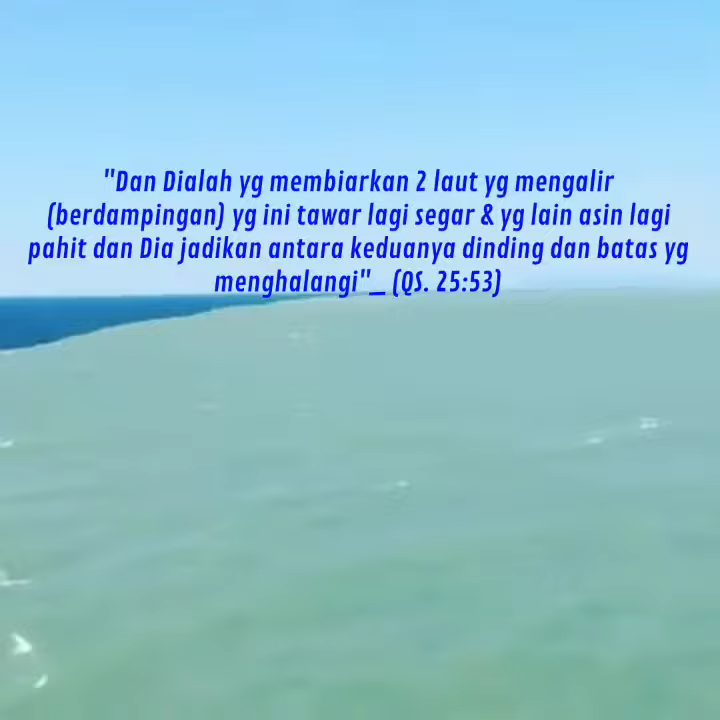 "Dan Dialah yg membiarkan 2 laut yg mengalir
(berdampingan) yg ini tawar lagi segar & yg lain asin lagi
pahit dan Dia jadikan antara keduanya dinding dan batas yg
menghalangi"_ (QS. 25:53)